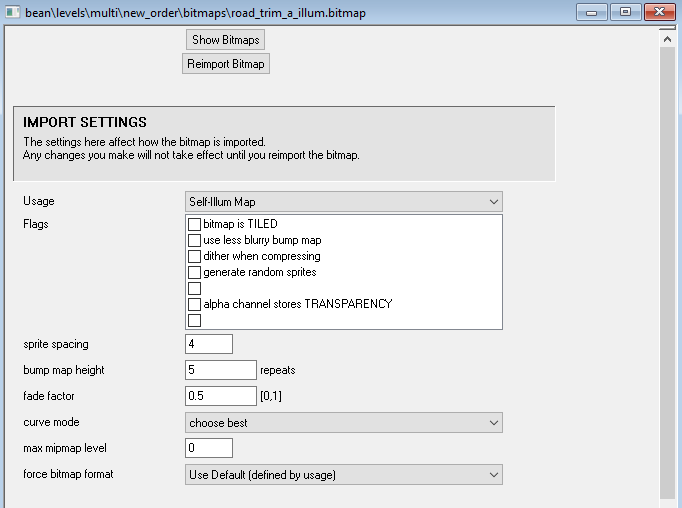 bean\levels\multi\new_order\bitmaps\road_trim_a_illum.bitmap
Show Bitmaps
Reimport Bitmap
IMPORT SETTINGS
The settings here affect how the bitmap is imported.
Any changes you make will not take effect until you reimport the bitmap.
Usage Self-Illum Map
Flags bitmap is TILED
use less blurry bump map
dither when compressing
generate random sprites
alpha channel stores TRANSPARENCY
sprite spacing 4
bump map height 5 repeats
fade factor 0.5 [0,1]
curve mode choose best
max mipmap level 0
force bitmap format Use Default (defined by usage)